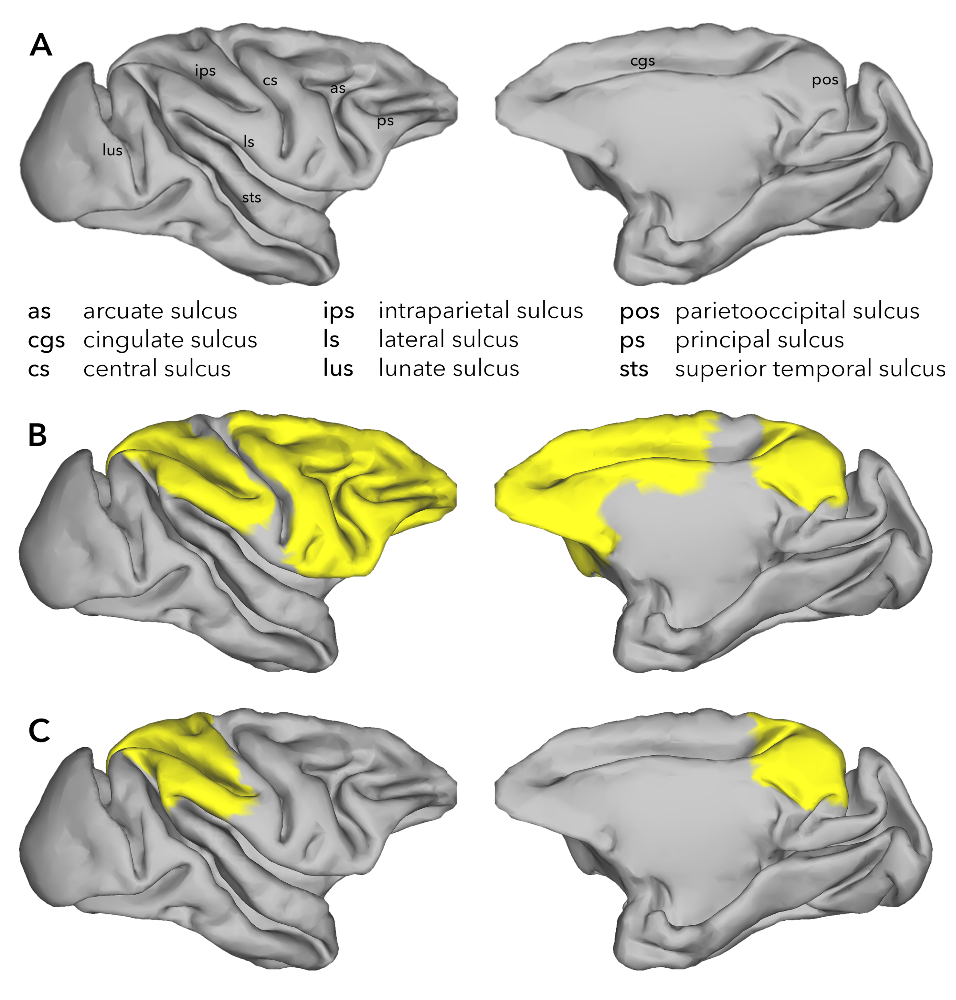 A
cgs
ips
cs
pos
as
ps
ls
lus
sts
as arcuate sulcus
cgs cingulate sulcus
cs central sulcus
ips intraparietal sulcus
ls lateral sulcus
lus lunate sulcus
pos parietooccipital sulcus
ps principal sulcus
sts superior temporal sulcus
B
C